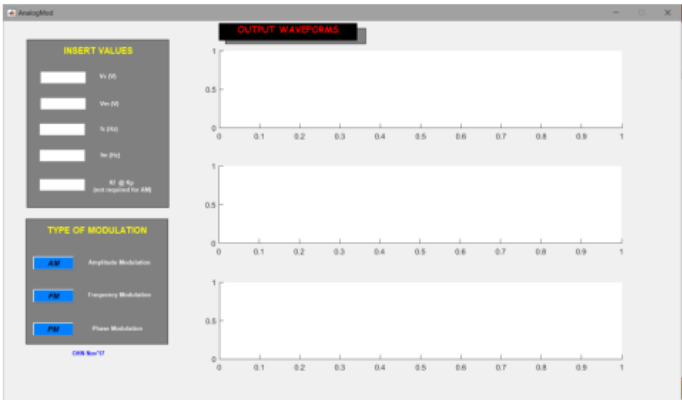 AnalogMod
OUTPUT WAVEFORMS
INSERT VALUES
Vc (V)
Vm (V)
fc (Hz)
fm (Hz)
Kf @ Kp
(not required for AM)
TYPE OF MODULATION
AM Amplitude Modulation
FM Frequency Modulation
PM Phase Modulation
1
0.5
0
0 0.1 0.2 0.3 0.4 0.5 0.6 0.7 0.8 0.9 1
1
0.5
0
0 0.1 0.2 0.3 0.4 0.5 0.6 0.7 0.8 0.9 1
1
0.5
0
0 0.1 0.2 0.3 0.4 0.5 0.6 0.7 0.8 0.9 1